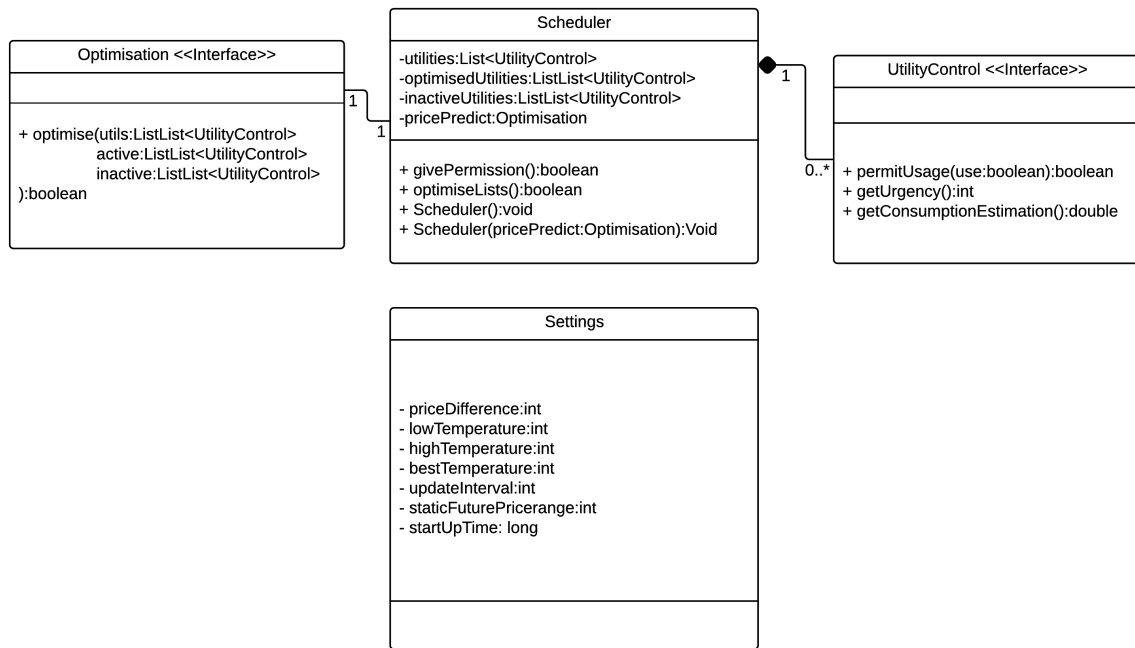 Optimisation <<Interface>>
+ optimise(utils:ListList<UtilityControl>
active:ListList<UtilityControl>
inactive:ListList<UtilityControl>
):boolean
1
1
Scheduler
-utilities:List<UtilityControl>
-optimisedUtilities:ListList<UtilityControl>
-inactiveUtilities:ListList<UtilityControl>
-pricePredict:Optimisation
+ givePermission():boolean
+ optimiseLists():boolean
+ Scheduler():void
+ Scheduler(pricePredict:Optimisation):Void
1
0..*
UtilityControl <<Interface>>
+ permitUsage(use:boolean):boolean
+ getUrgency():int
+ getConsumptionEstimation():double
Settings
- priceDifference:int
- lowTemperature:int
- highTemperature:int
- bestTemperature:int
- updateInterval:int
- staticFuturePricerange:int
- startUpTime: long